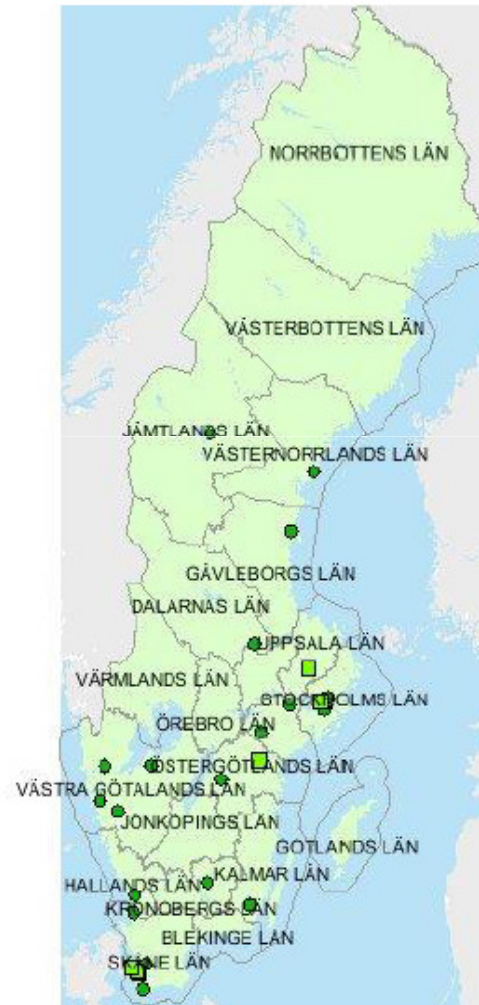 NORRBOTTENS LÄN
VÄSTERBOTTENS LÄN
JÄMTLANDS LÄN
VÄSTERNORRLANDS LÄN
GÄVLEBORGS LÄN
DALARNAS LÄN
UPPSALA LÄN
VÄRMLANDS LÄN
STOCKHOLMS LÄN
ÖREBRO LÄN
ÖSTERGÖTLANDS LÄN
VÄSTRA GÖTALANDS LÄN
JÖNKÖPINGS LÄN
GOTLANDS LÄN
KALMAR LÄN
HALLANDS LÄN
KRONOBERGS LÄN
BLEKINGE LÄN
SKÅNE LÄN